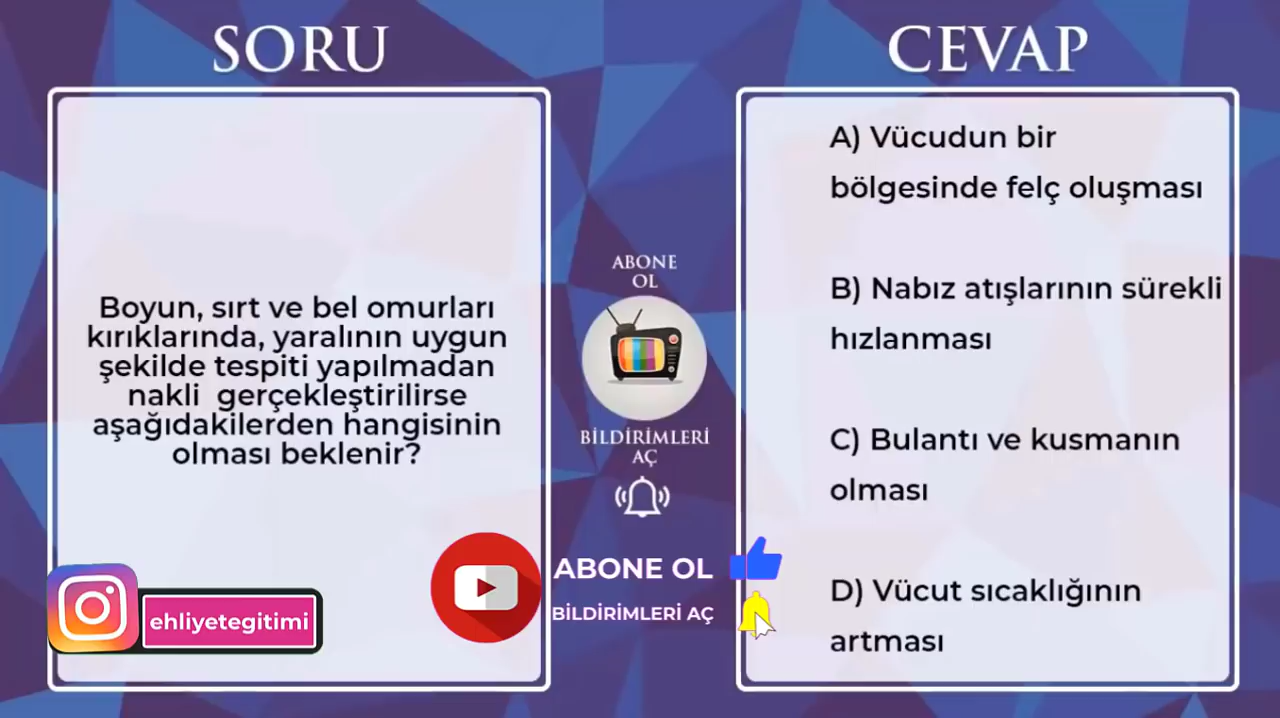 SORU
Boyun, sırt ve bel omurları
kırıklarında, yaralının uygun
şekilde tespiti yapılmadan
nakli gerçekleştirilirse
aşağıdakilerden hangisinin
olması beklenir?
ehliyetegitimi
ABONE
OL
BİLDİRİMLERİ
AÇ
ABONE OL
BİLDİRİMLERİ AÇ
CEVAP
A) Vücudun bir
bölgesinde felç oluşması
B) Nabız atışlarının sürekli
hızlanması
C) Bulantı ve kusmanın
olması
D) Vücut sıcaklığının
artması